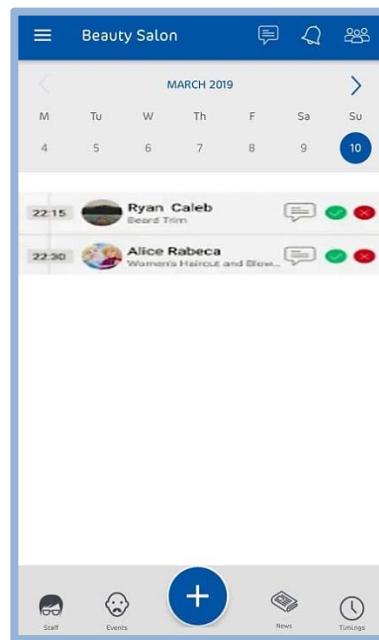 Beauty Salon
MARCH 2019
M Tu W Th F Sa Su
4 5 6 7 8 9 10
22:15 Ryan Caleb
Beard Trim
22:30 Alice Rabeca
Women's Haircut and Blow...
Staff Events News Timings